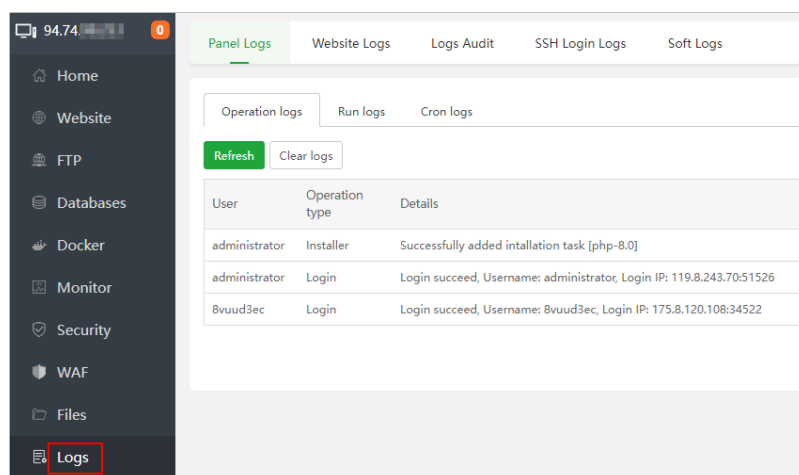 94.74. 0
Home
Website
FTP
Databases
Docker
Monitor
Security
WAF
Files
Logs
Panel Logs Website Logs Logs Audit SSH Login Logs Soft Logs
Operation logs Run logs Cron logs
Refresh Clear logs
User Operation type Details
administrator Installer Successfully added intallation task [php-8.0]
administrator Login Login succeed, Username: administrator, Login IP: 119.8.243.70:51526
8vuud3ec Login Login succeed, Username: 8vuud3ec, Login IP: 175.8.120.108:34522